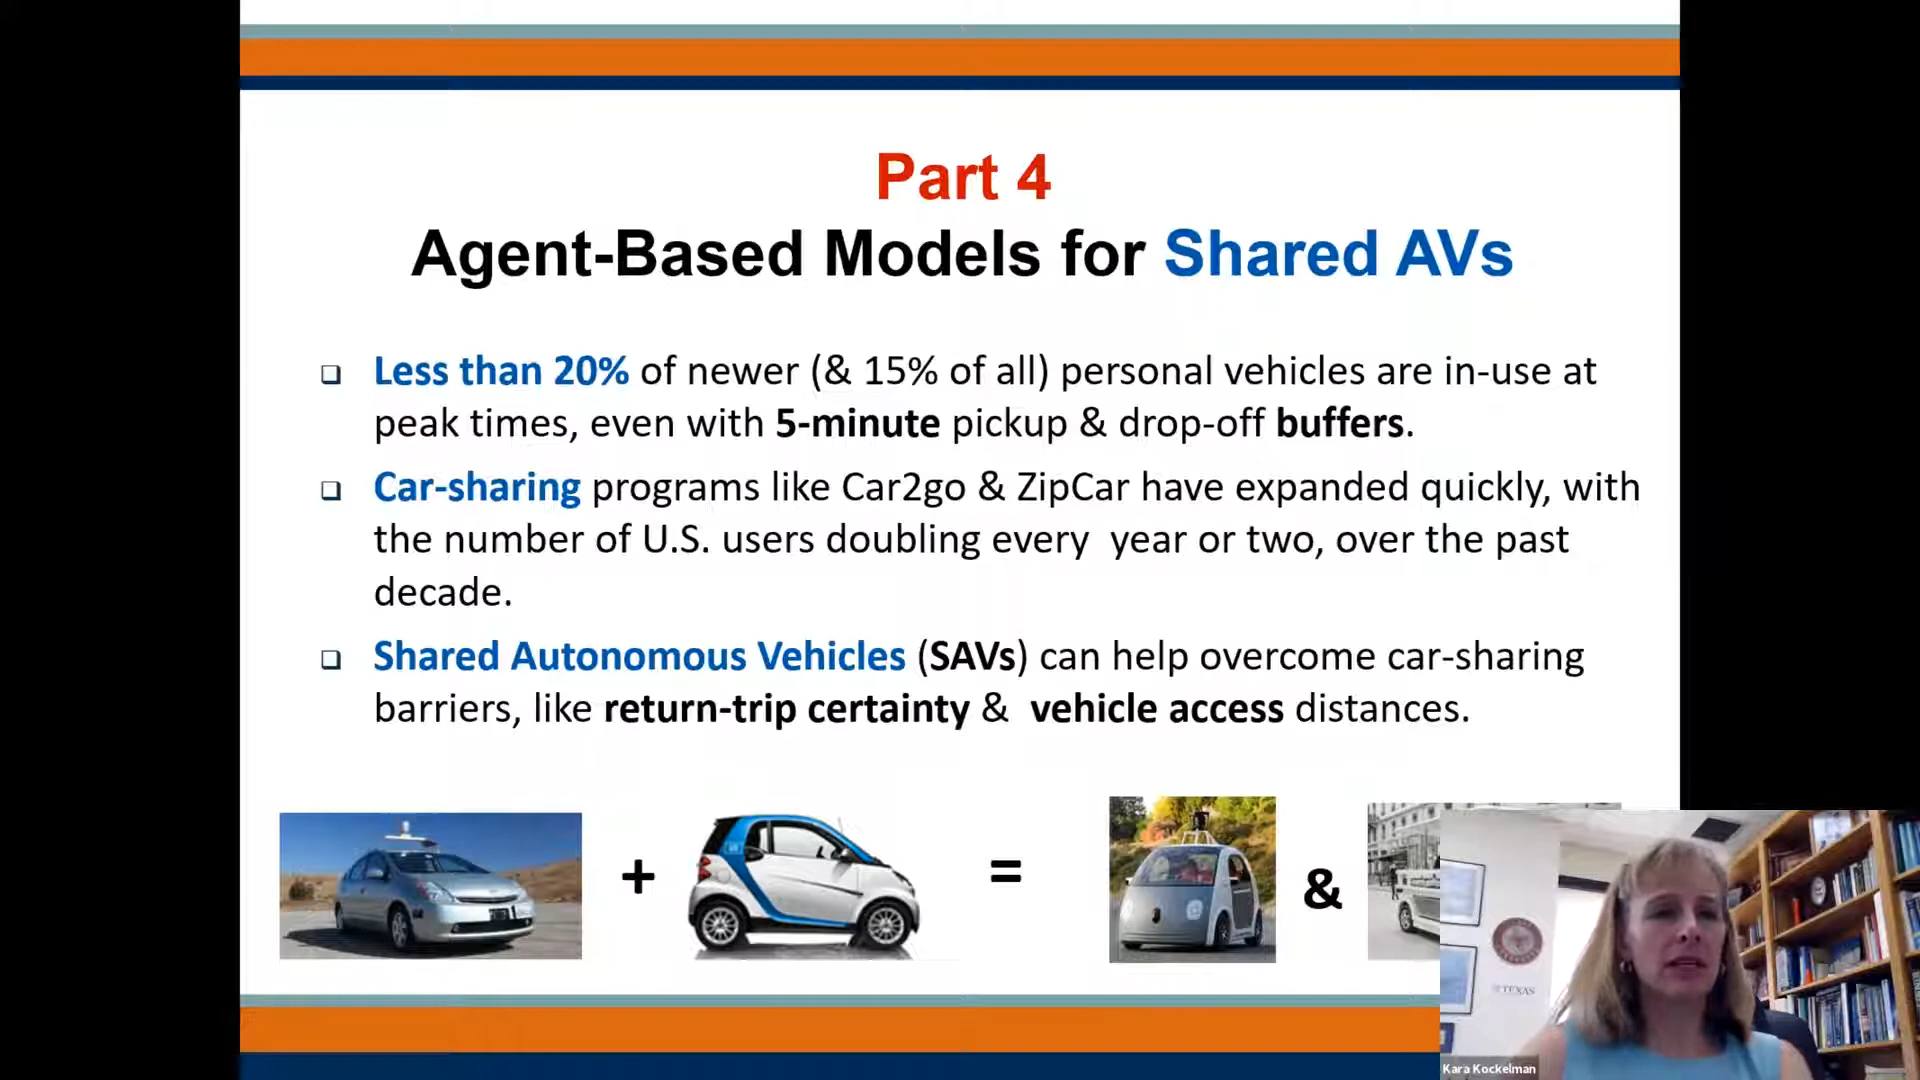 Part 4
Agent-Based Models for Shared AVs
Less than 20% of newer (& 15% of all) personal vehicles are in-use at
peak times, even with 5-minute pickup & drop-off buffers.
Car-sharing programs like Car2go & ZipCar have expanded quickly, with
the number of U.S. users doubling every  year or two, over the past
decade.
Shared Autonomous Vehicles (SAVs) can help overcome car-sharing
barriers, like return-trip certainty &  vehicle access distances.
+
=
&
TEXAS
Kara Kockelman